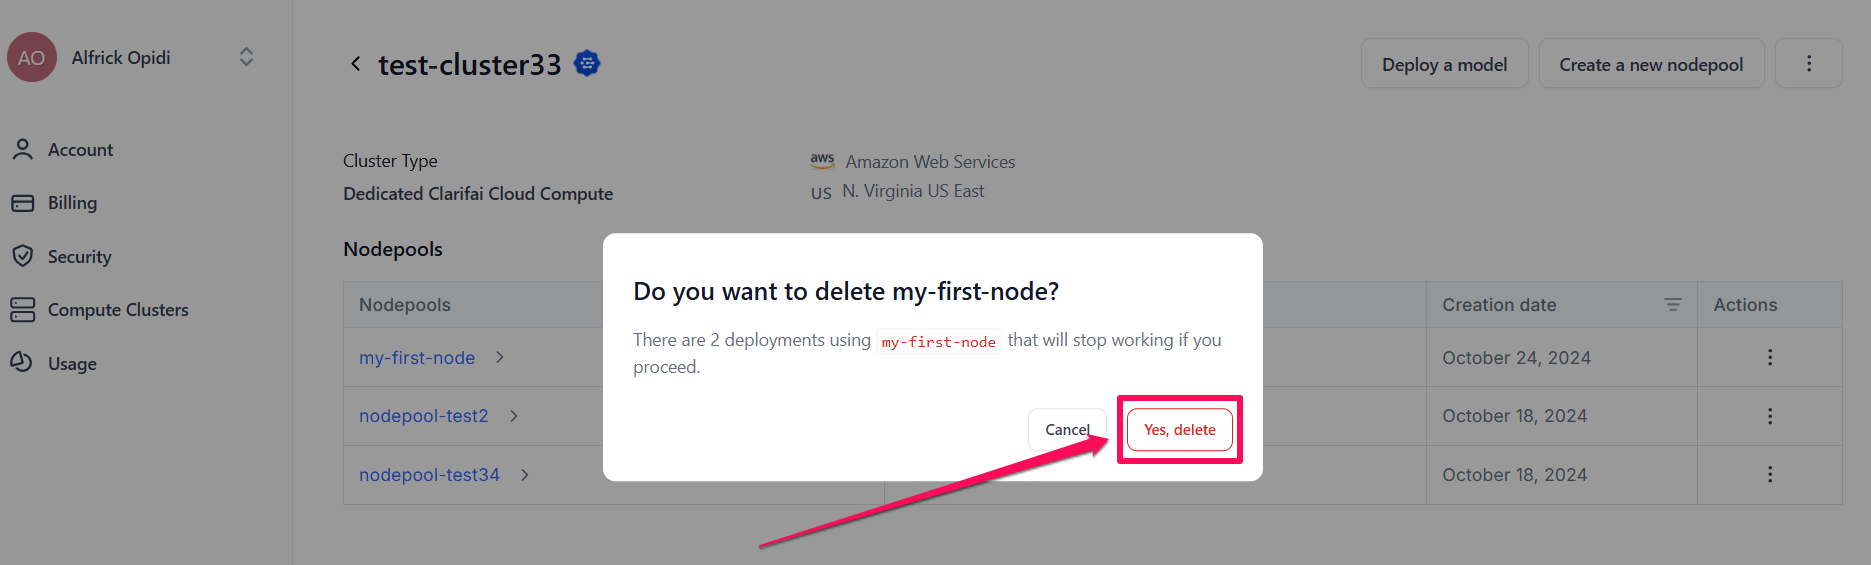 AO Alfrick Opidi
Account
Billing
Security
Compute Clusters
Usage
test-cluster33
Deploy a model
Create a new nodepool
Cluster Type
Dedicated Clarifai Cloud Compute
aws Amazon Web Services
US N. Virginia US East
Nodepools
Nodepools
Creation date
Actions
my-first-node
October 24, 2024
nodepool-test2
October 18, 2024
nodepool-test34
October 18, 2024
Do you want to delete my-first-node?
There are 2 deployments using my-first-node that will stop working if you
proceed.
Cancel
Yes, delete